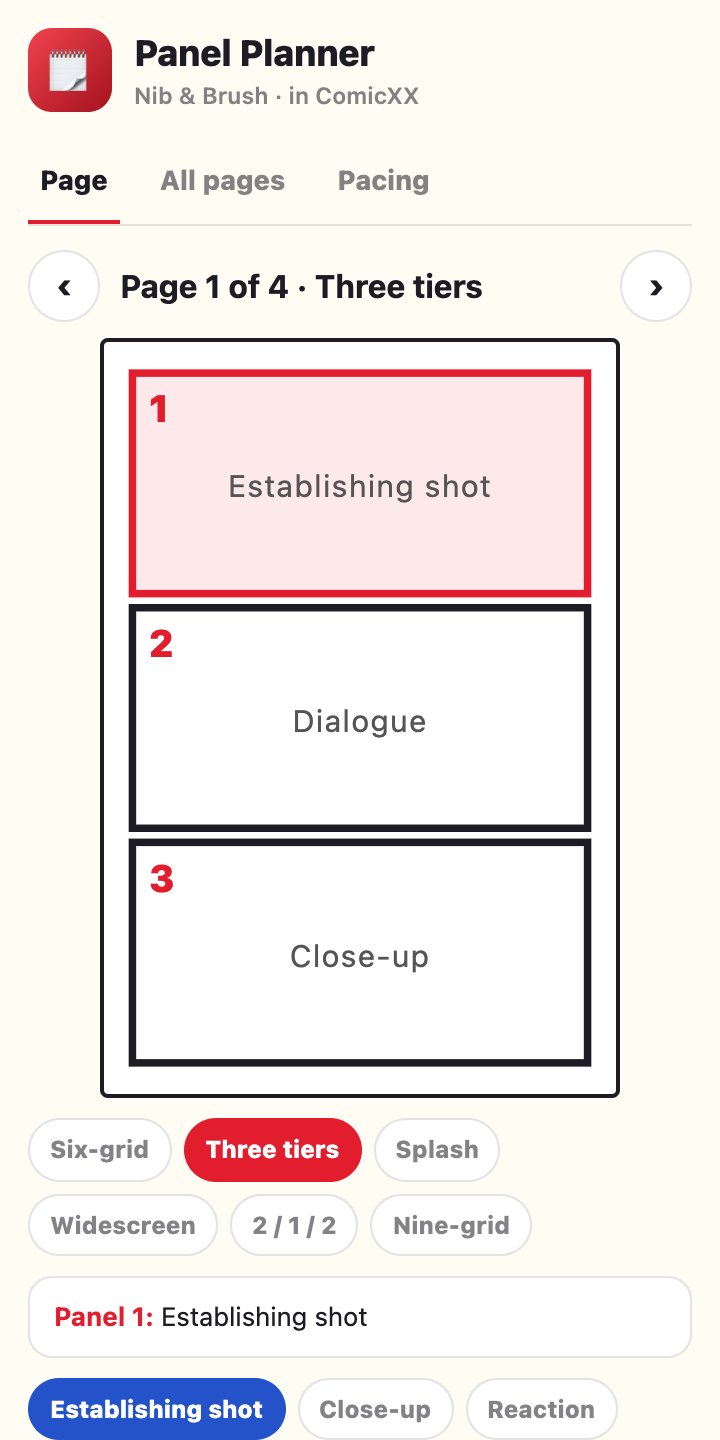 Panel Planner
Nib & Brush · in ComicXX
Page All pages Pacing
‹ Page 1 of 4 · Three tiers ›
1
Establishing shot
2
Dialogue
3
Close-up
Six-grid Three tiers Splash
Widescreen 2 / 1 / 2 Nine-grid
Panel 1: Establishing shot
Establishing shot Close-up Reaction